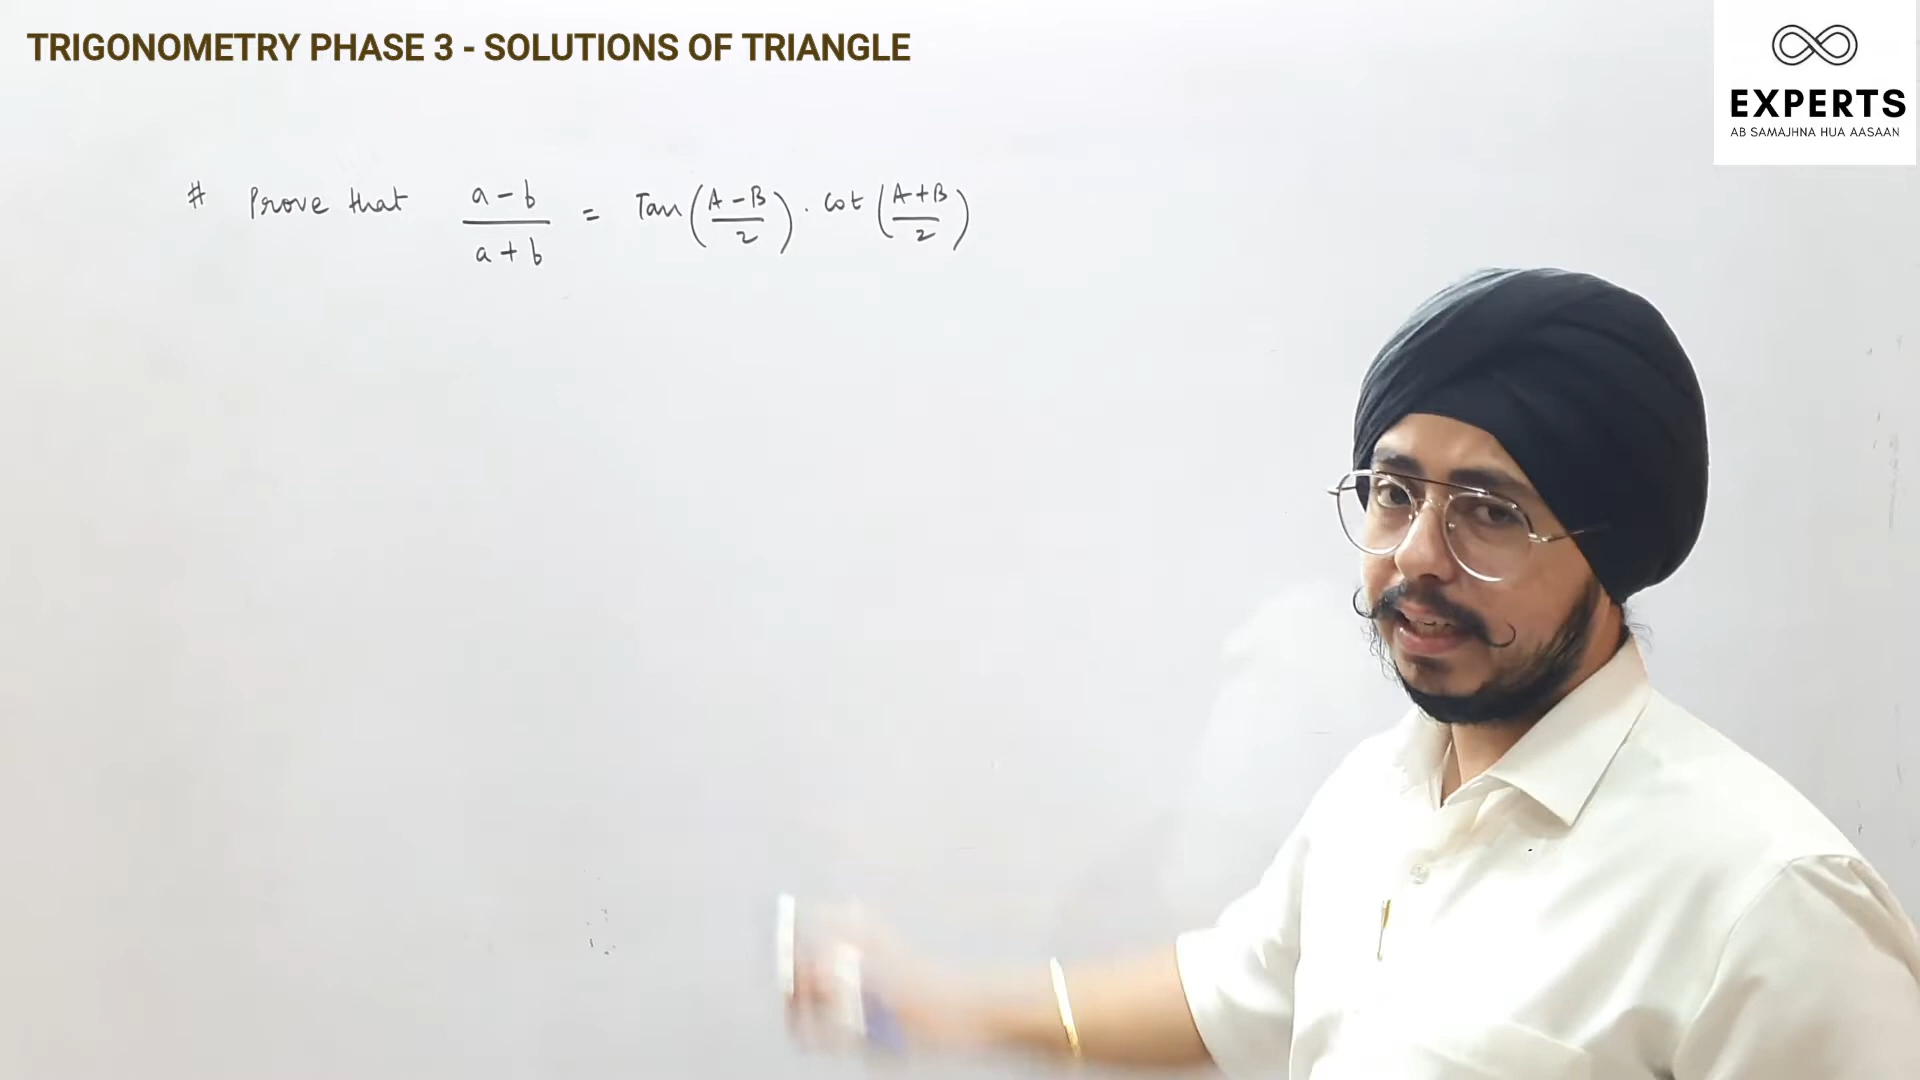 TRIGONOMETRY PHASE 3 - SOLUTIONS OF TRIANGLE
EXPERTS
AB SAMAJHNA HUA AASAAN
# Prove that (a - b)/(a + b) = Tan((A - B)/2) . Cot((A + B)/2)